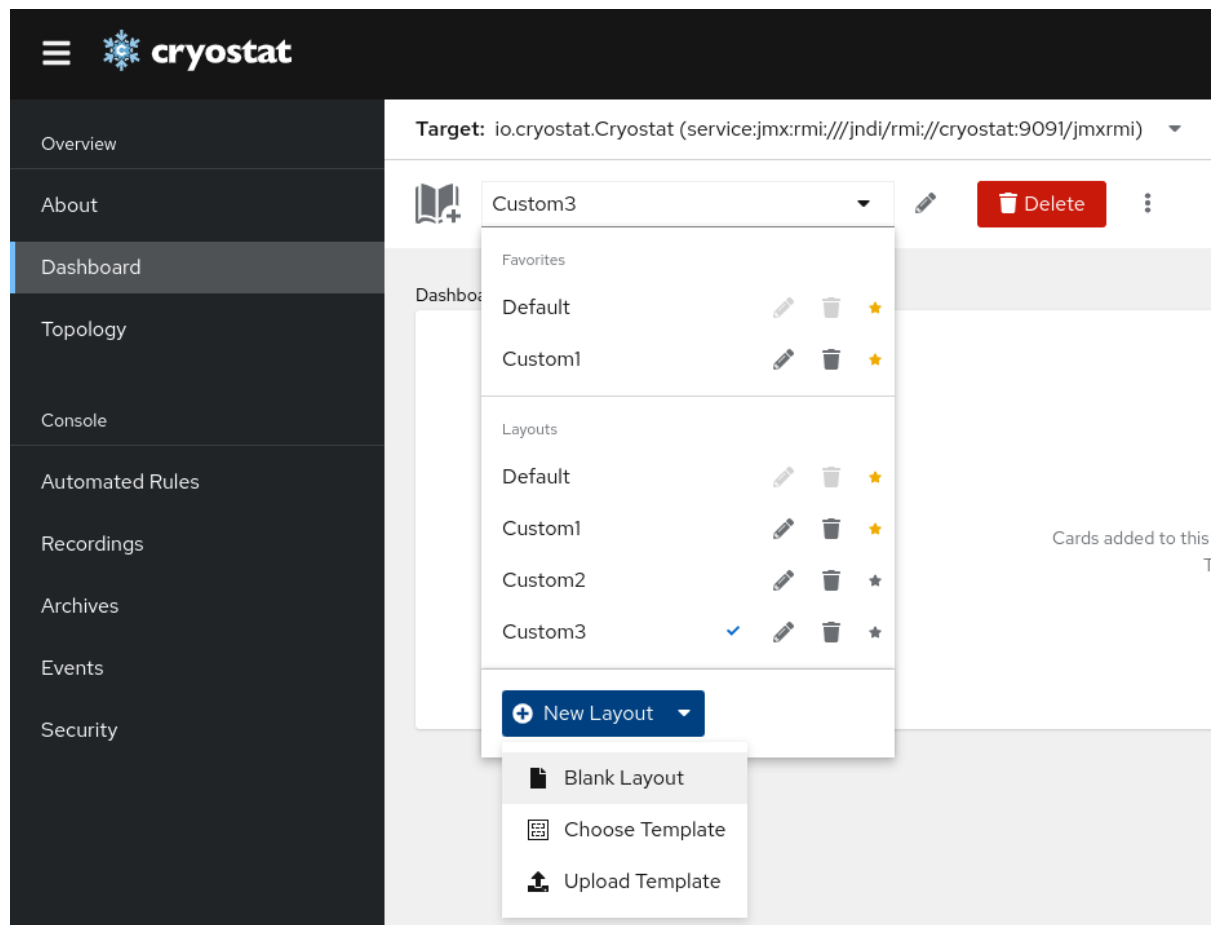 cryostat
Target: io.cryostat.Cryostat (service:jmx:rmi:///jndi/rmi://cryostat:9091/jmxrmi)
Overview
About
Dashboard
Topology
Console
Automated Rules
Recordings
Archives
Events
Security
Custom3
Delete
Favorites
Default
Custom1
Layouts
Default
Custom1
Custom2
Custom3
New Layout
Blank Layout
Choose Template
Upload Template
Cards added to this
T